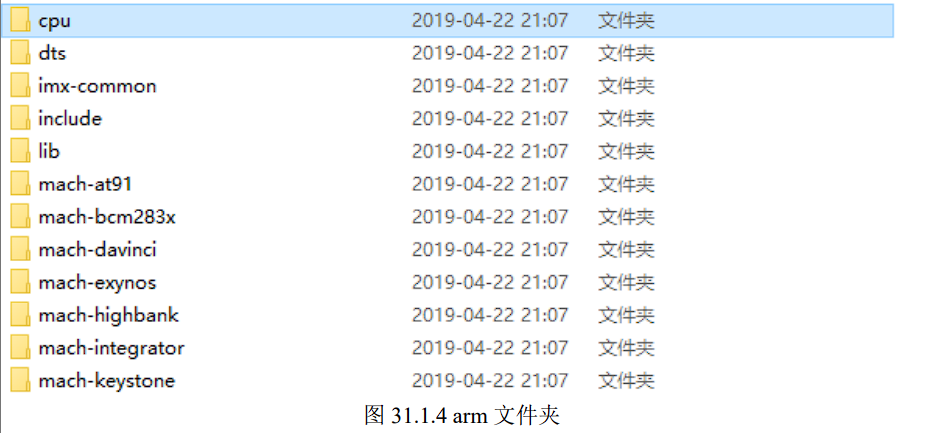 cpu 2019-04-22 21:07 文件夹
dts 2019-04-22 21:07 文件夹
imx-common 2019-04-22 21:07 文件夹
include 2019-04-22 21:07 文件夹
lib 2019-04-22 21:07 文件夹
mach-at91 2019-04-22 21:07 文件夹
mach-bcm283x 2019-04-22 21:07 文件夹
mach-davinci 2019-04-22 21:07 文件夹
mach-exynos 2019-04-22 21:07 文件夹
mach-highbank 2019-04-22 21:07 文件夹
mach-integrator 2019-04-22 21:07 文件夹
mach-keystone 2019-04-22 21:07 文件夹
图 31.1.4 arm 文件夹